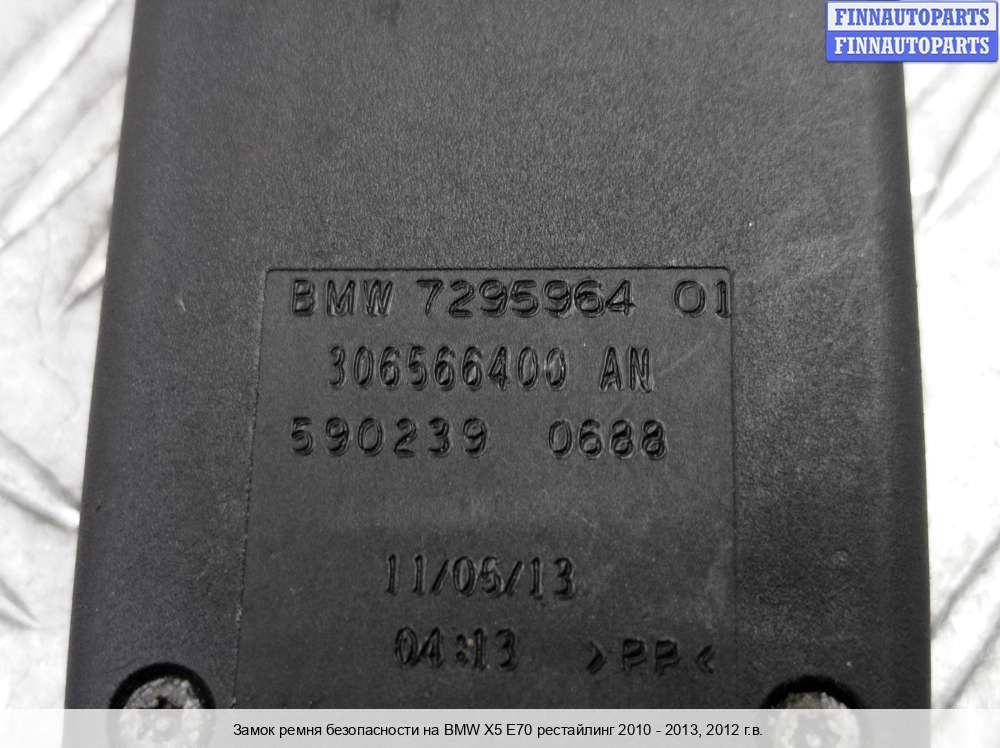 FINNAUTOPARTS
FINNAUTOPARTS
BMW 7295964 01
306566400 AN
590239 0688
11/05/13
04:13 >PP<
Замок ремня безопасности на BMW X5 E70 рестайлинг 2010 - 2013, 2012 г.в.